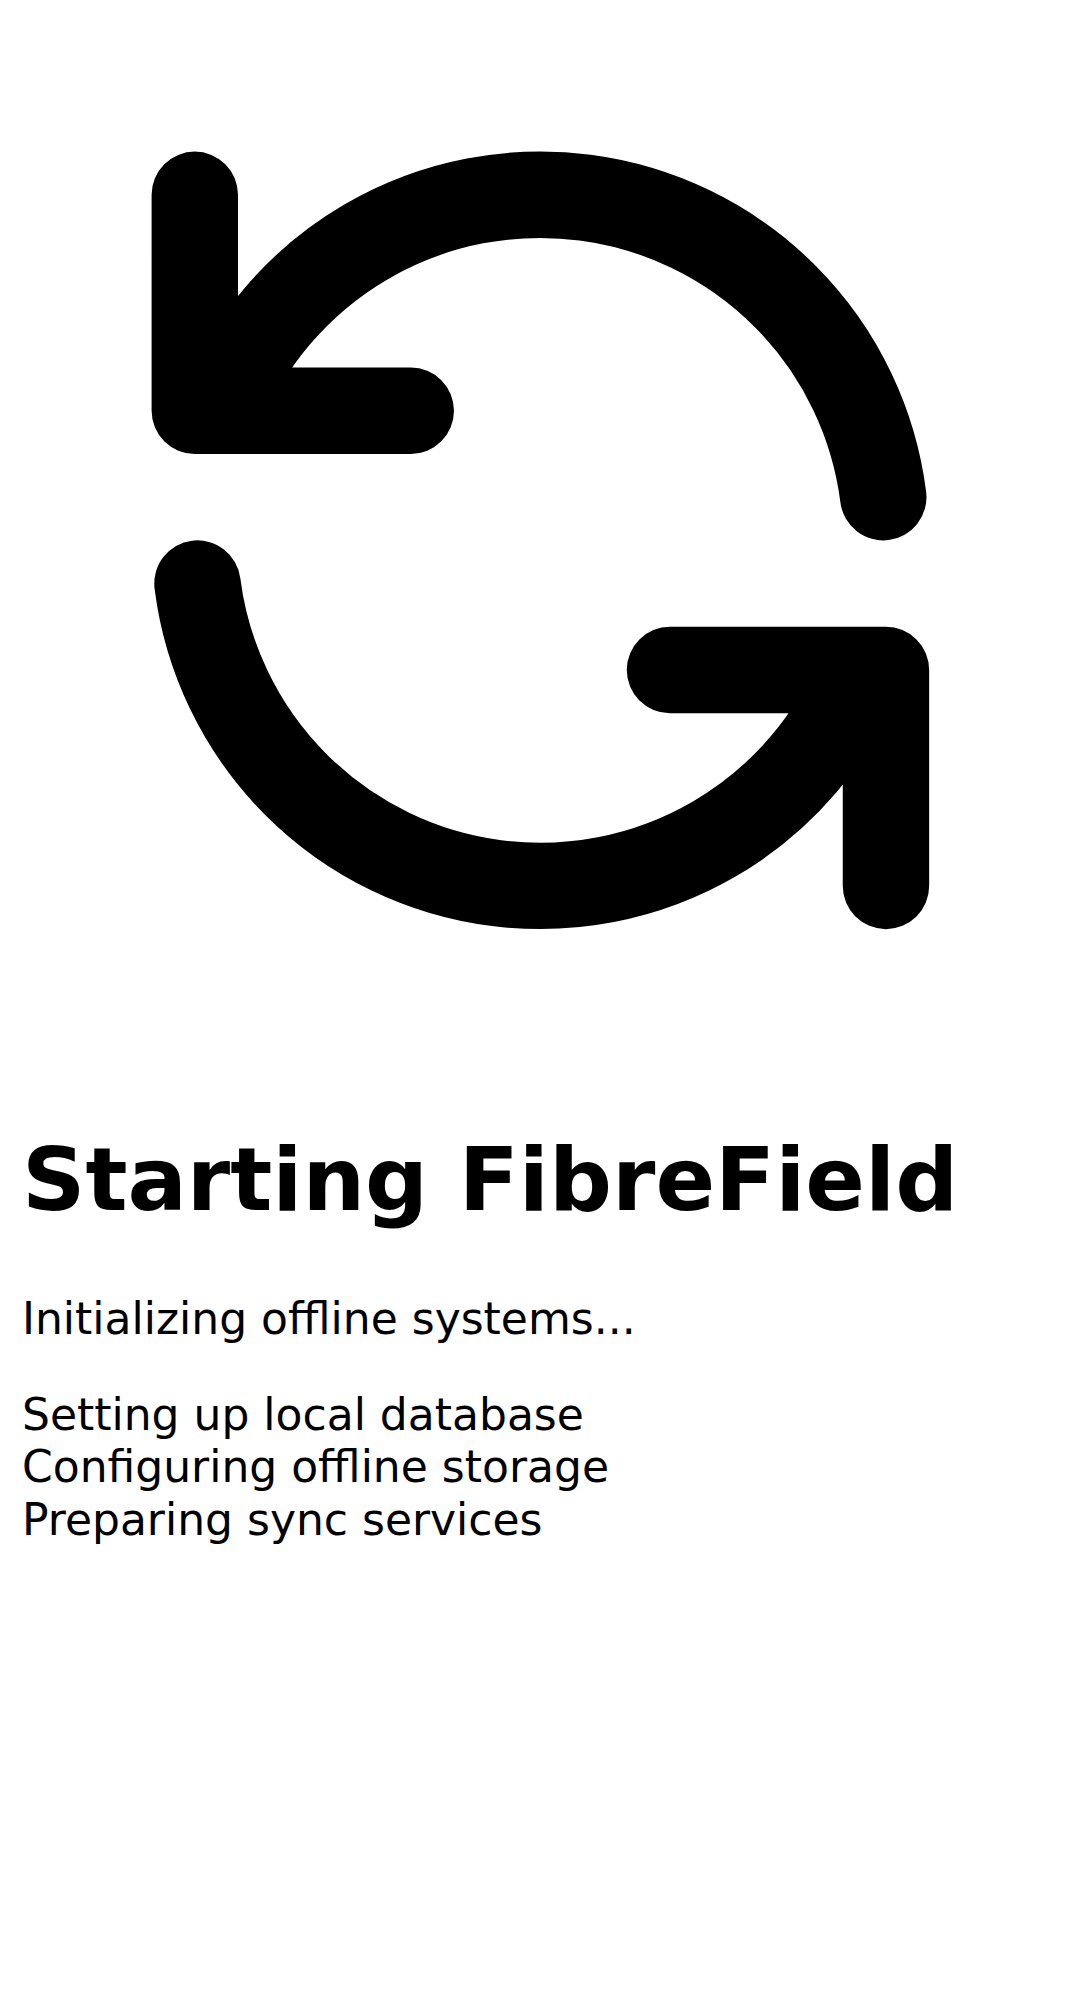 Starting FibreField
Initializing offline systems...
Setting up local database
Configuring offline storage
Preparing sync services